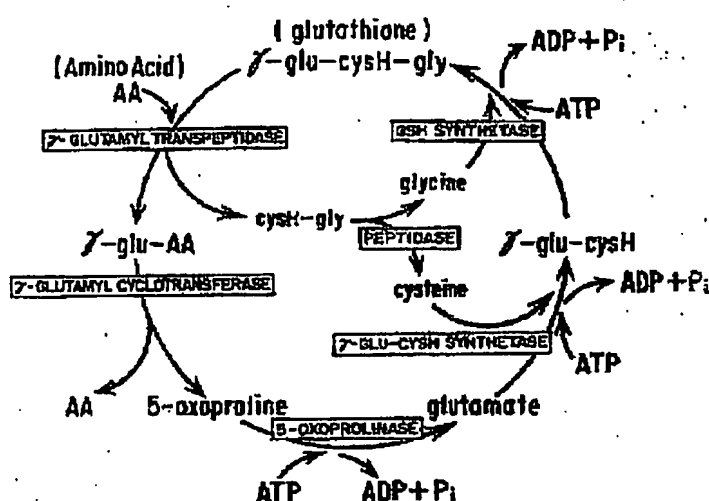 (glutathione)
γ-glu-cysH-gly
ADP+Pi
(Amino Acid)
AA
ATP
γ-GLUTAMYL TRANSPEPTIDASE
GSH SYNTHETASE
glycine
cysH-gly
γ-glu-AA
PEPTIDASE
γ-glu-cysH
γ-GLUTAMYL CYCLOTRANSFERASE
cysteine
ADP+Pi
γ-GLU-CYSH SYNTHETASE
ATP
AA
5-oxoproline
glutamate
5-OXOPROLINASE
ATP
ADP+Pi